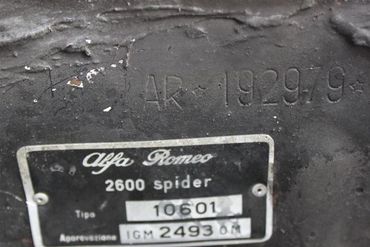 AR ★ 192979 ★
Alfa Romeo
2600 spider
Tipo 10601
Approvazione IGM 2493 OM